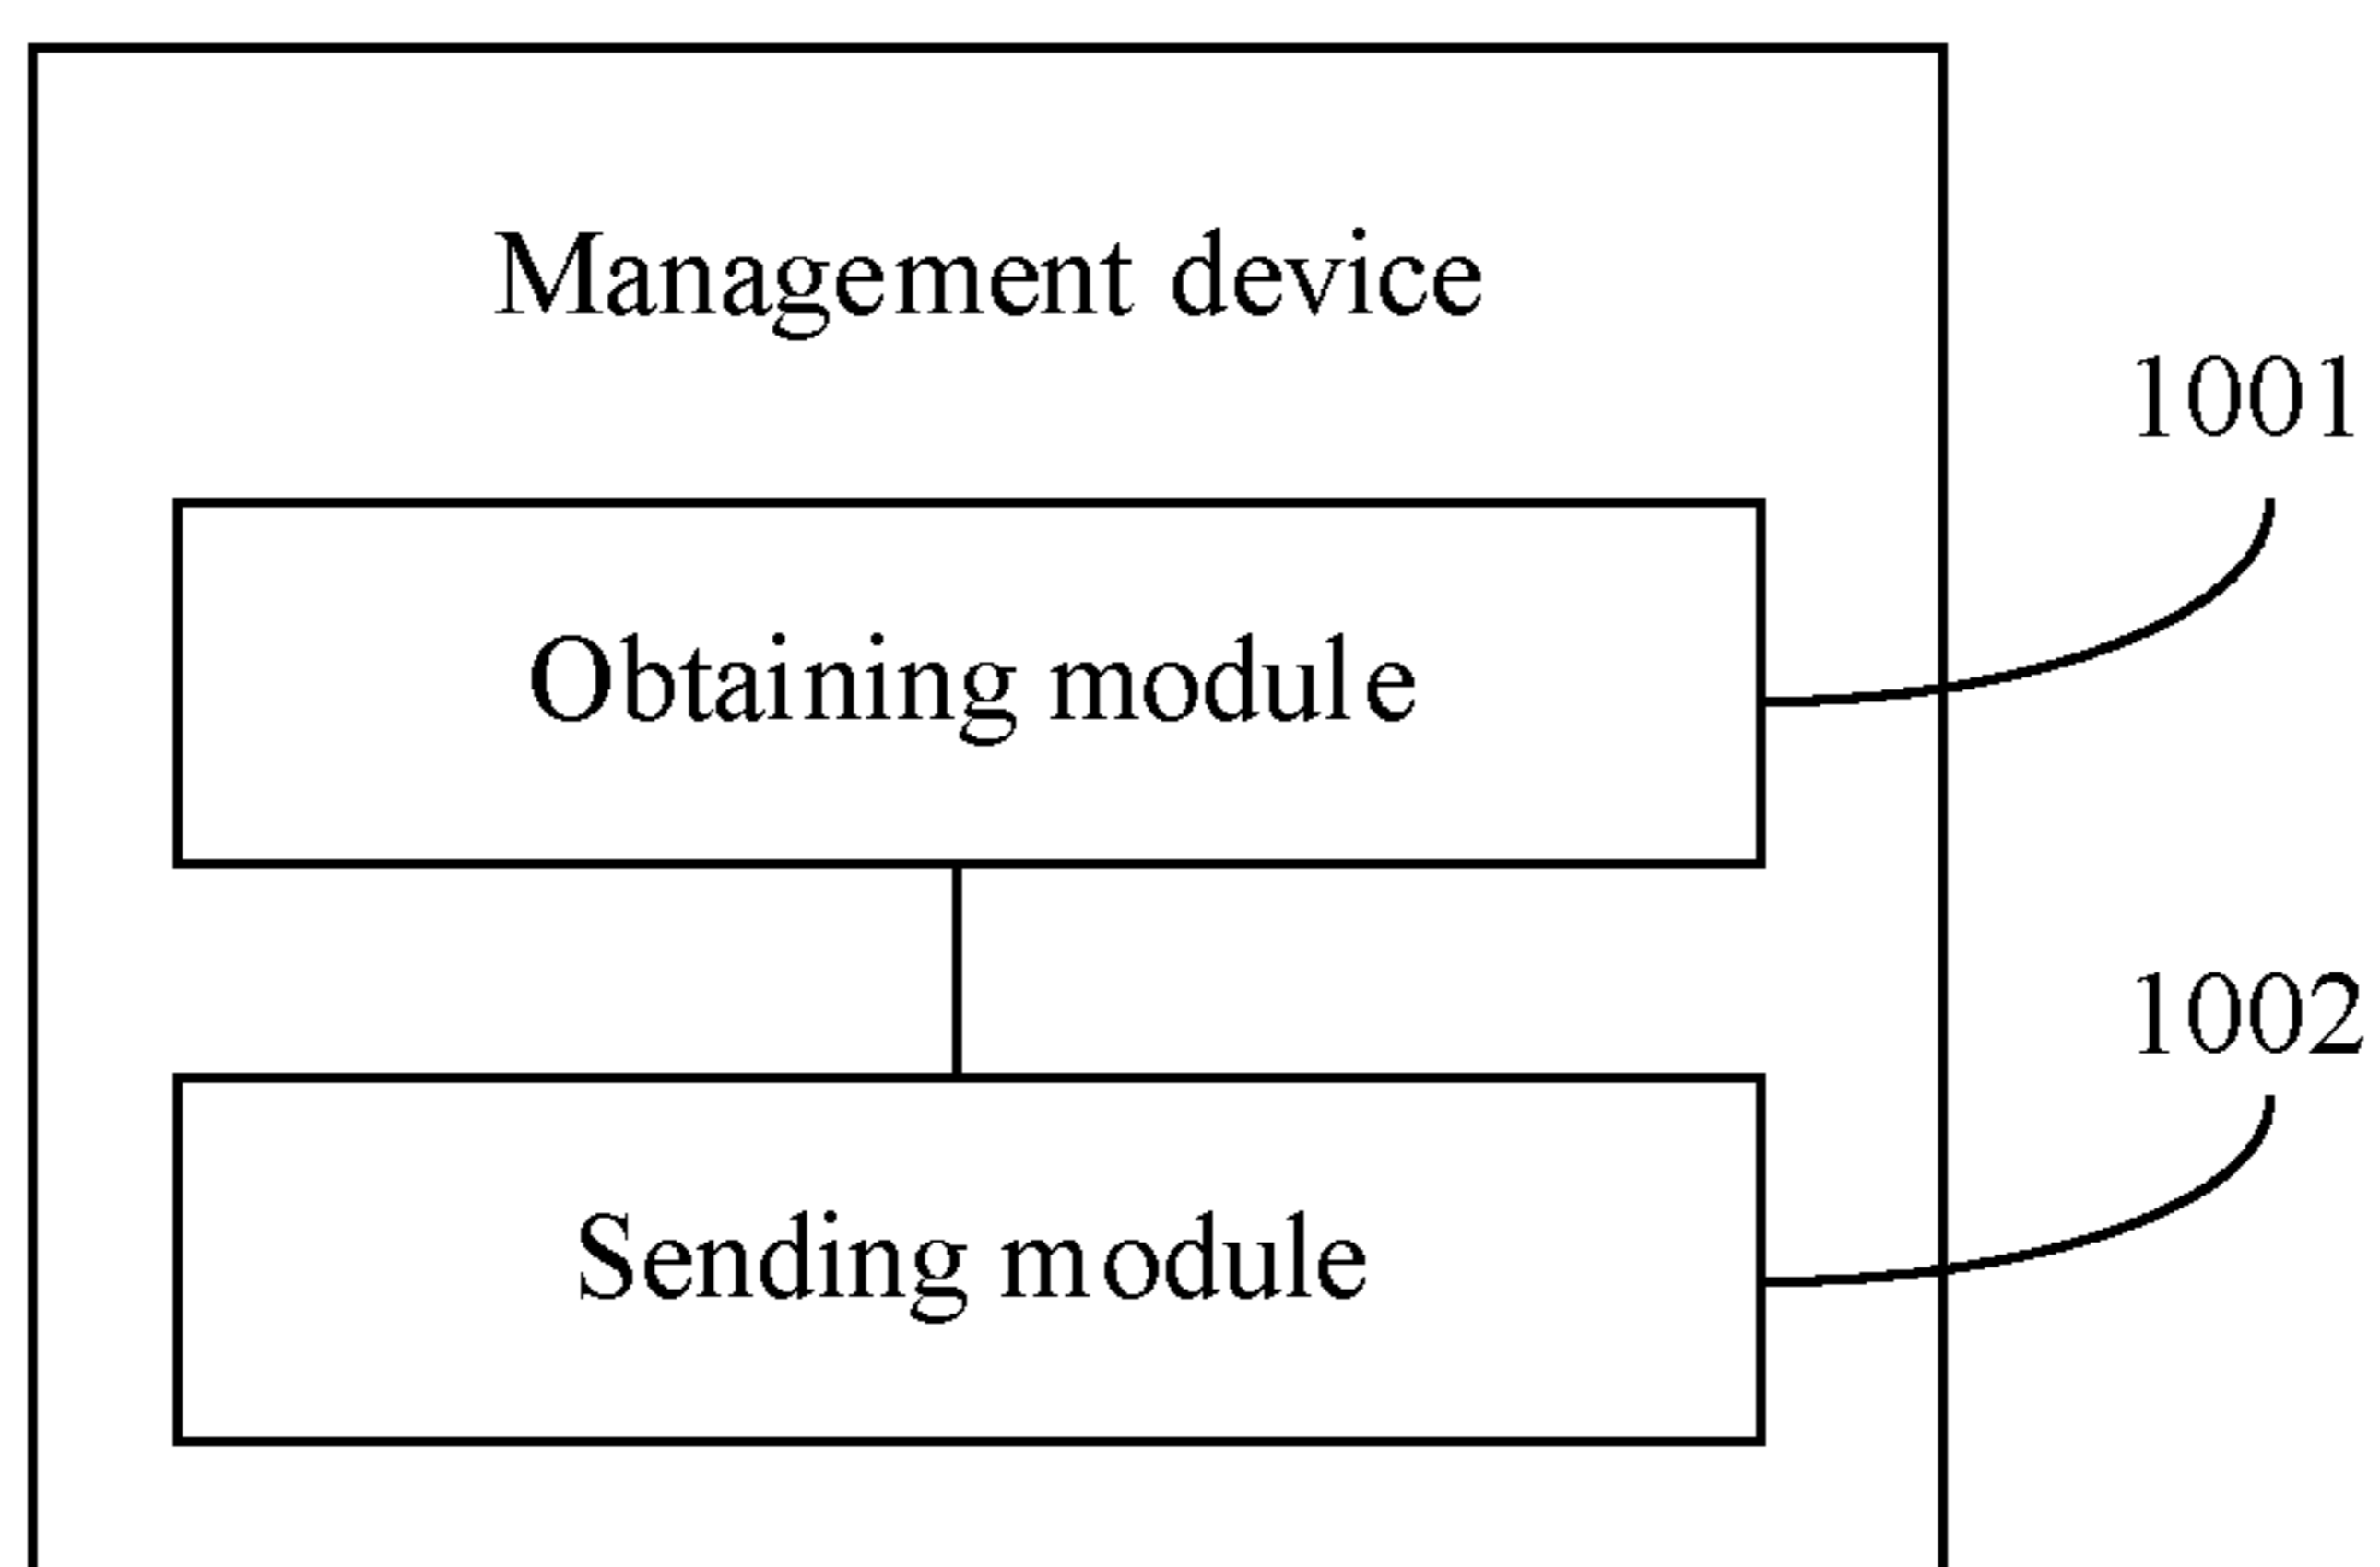 Management device
1001
Obtaining module
1002
Sending module